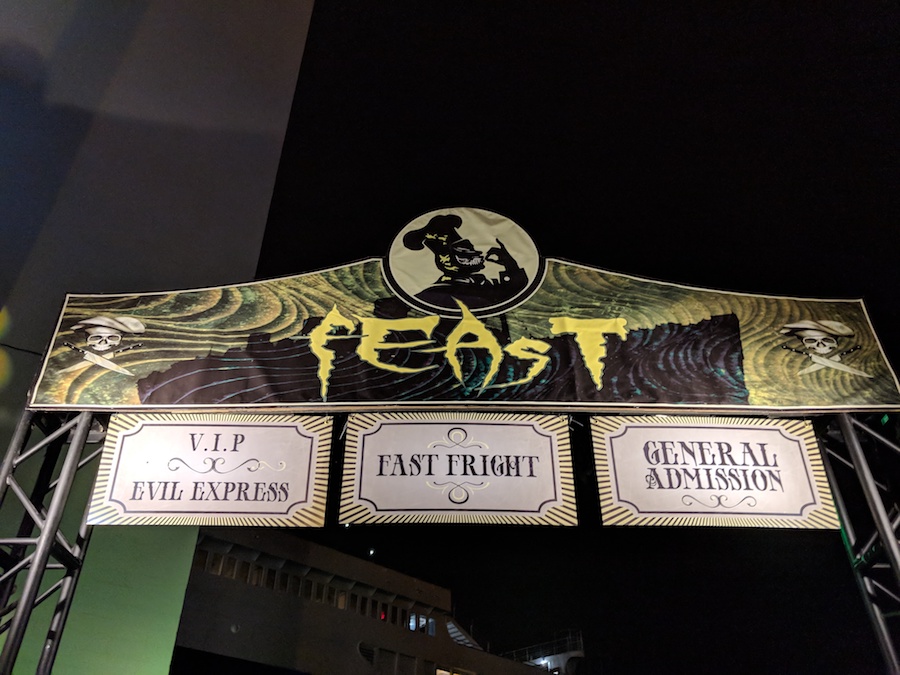 FEAST
V.I.P
EVIL EXPRESS
FAST FRIGHT
GENERAL
ADMISSION